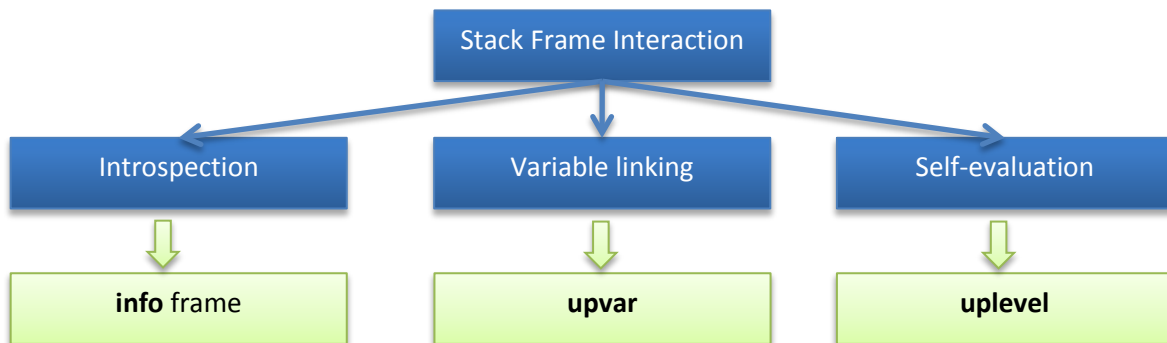 Stack Frame Interaction
Introspection
Variable linking
Self-evaluation
info frame
upvar
uplevel